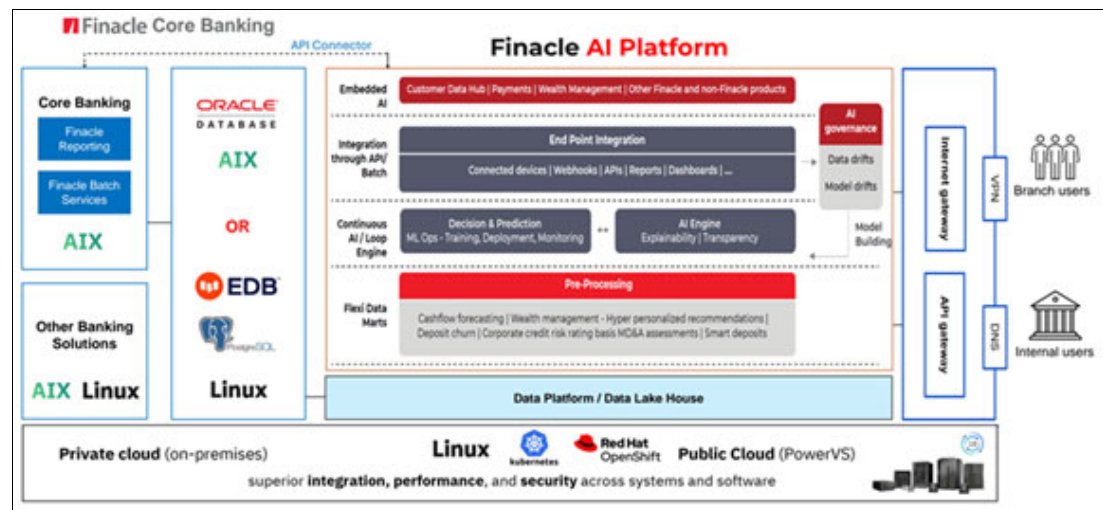 Finacle Core Banking
API Connector
Finacle AI Platform
Core Banking
Finacle
Reporting
Finacle Batch
Services
AIX
Other Banking
Solutions
AIX Linux
ORACLE
DATABASE
AIX
OR
EDB
PostgreSQL
Linux
Embedded
AI
Customer Data Hub | Payments | Wealth Management | Other Finacle and non-Finacle products
Integration
through API/
Batch
End Point Integration
Connected devices | Webhooks | APIs | Reports | Dashboards | ...
AI
governance
Data drifts
Model drifts
Continuous
AI / Loop
Engine
Decision & Prediction
ML Ops - Training, Deployment, Monitoring
AI Engine
Explainability | Transparency
Model
Building
Flexi Data
Marts
Pre-Processing
Cashflow forecasting | Wealth management - Hyper personalized recommendations |
Deposit churn | Corporate credit risk rating basis MD&A assessments | Smart deposits
Data Platform / Data Lake House
Internet gateway
API gateway
VPN
DNS
Branch users
Internal users
Private cloud (on-premises)
Linux
kubernetes
Red Hat
OpenShift
Public Cloud (PowerVS)
superior integration, performance, and security across systems and software